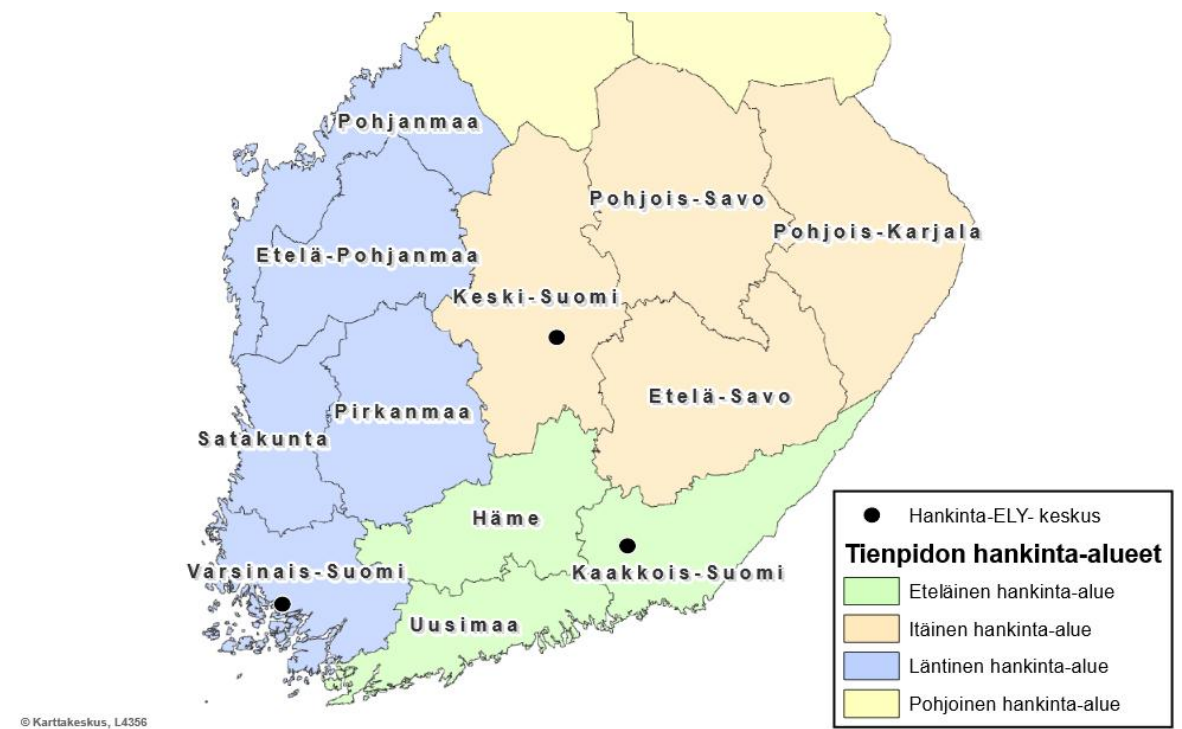 Pohjanmaa
Pohjois-Savo
Pohjois-Karjala
Etelä-Pohjanmaa
Keski-Suomi
Etelä-Savo
Pirkanmaa
Satakunta
Häme
Varsinais-Suomi
Kaakkois-Suomi
Uusimaa
Hankinta-ELY- keskus
Tienpidon hankinta-alueet
Eteläinen hankinta-alue
Itäinen hankinta-alue
Läntinen hankinta-alue
Pohjoinen hankinta-alue
© Karttakeskus, L4356